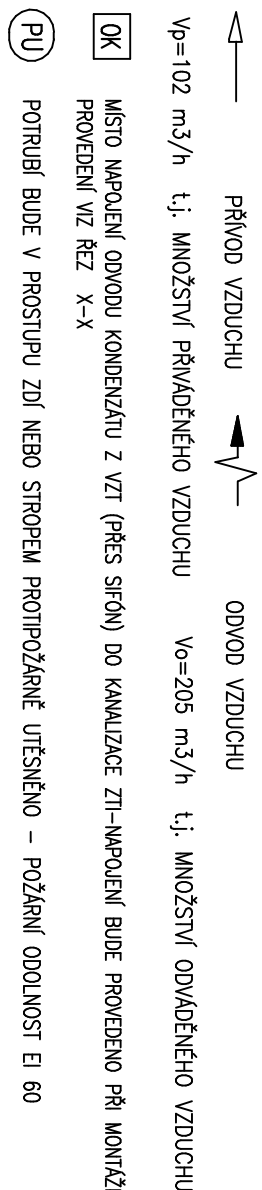 PŘÍVOD VZDUCHU ODVOD VZDUCHU
Vp=102 m3/h t.j. MNOŽSTVÍ PŘIVÁDĚNÉHO VZDUCHU Vo=205 m3/h t.j. MNOŽSTVÍ ODVÁDĚNÉHO VZDUCHU
OK MÍSTO NAPOJENÍ ODVODU KONDENZÁTU Z VZT (PŘES SIFÓN) DO KANALIZACE ZTI-NAPOJENÍ BUDE PROVEDENO PŘI MONTÁŽI
PROVEDENÍ VIZ ŘEZ X-X
PU POTRUBÍ BUDE V PROSTUPU ZDÍ NEBO STROPEM PROTIPOŽÁRNĚ UTĚSNĚNO - POŽÁRNÍ ODOLNOST EI 60